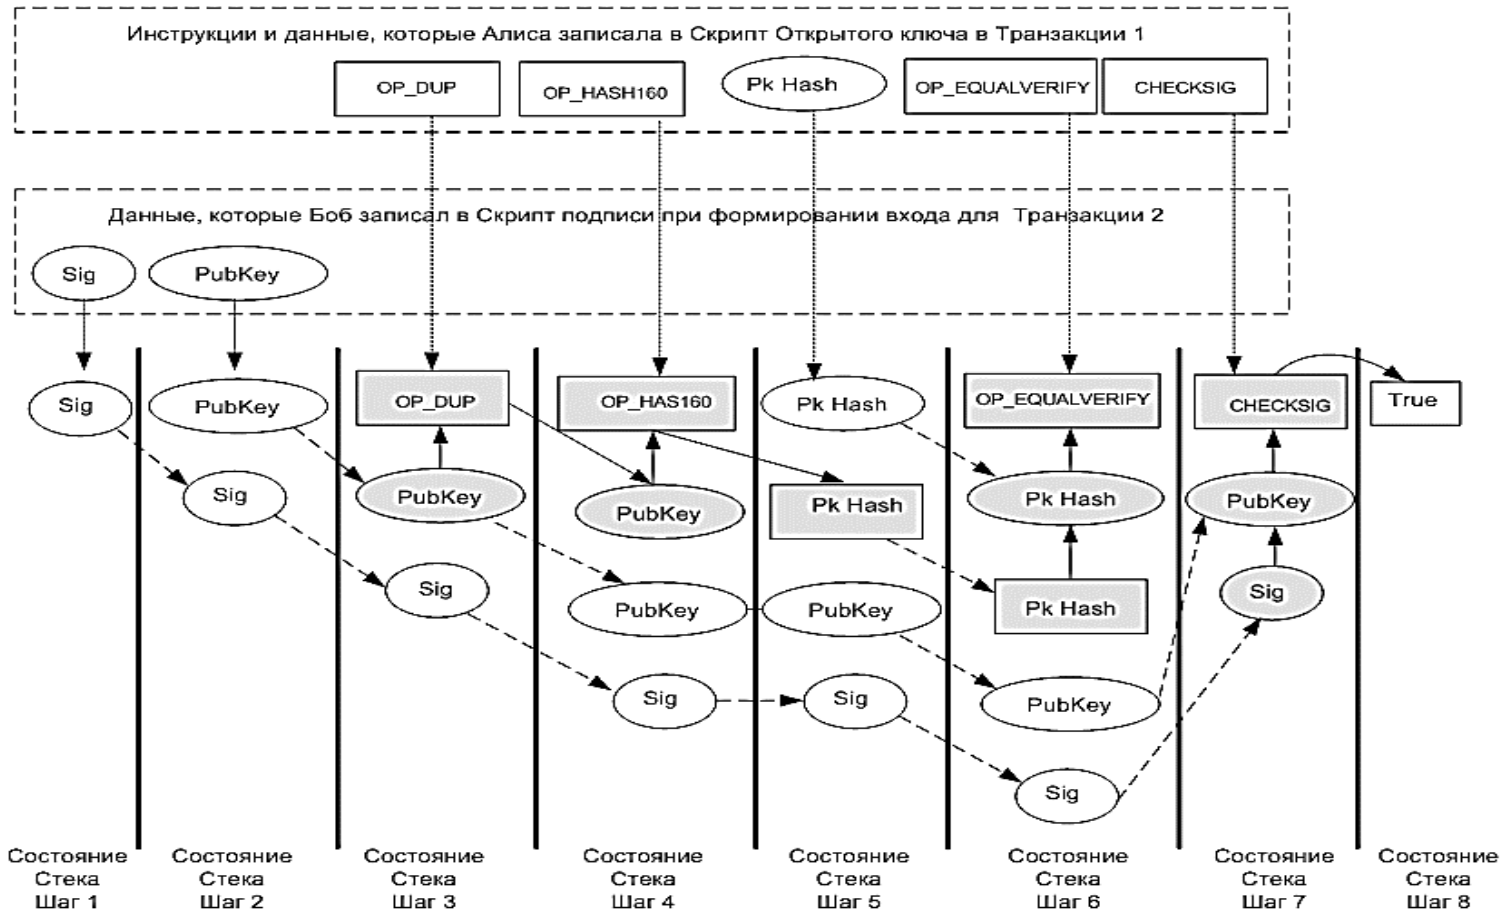 Инструкции и данные, которые Алиса записала в Скрипт Открытого ключа в Транзакции 1
OP_DUP
OP_HASH160
Pk Hash
OP_EQUALVERIFY
CHECKSIG
Данные, которые Боб записал в Скрипт подписи при формировании входа для Транзакции 2
Sig
PubKey
Sig
PubKey
OP_DUP
OP_HAS160
Pk Hash
OP_EQUALVERIFY
CHECKSIG
True
Sig
PubKey
PubKey
Pk Hash
Pk Hash
PubKey
Sig
PubKey
PubKey
Pk Hash
Sig
Sig
Sig
PubKey
Sig
Состояние Стека Шаг 1
Состояние Стека Шаг 2
Состояние Стека Шаг 3
Состояние Стека Шаг 4
Состояние Стека Шаг 5
Состояние Стека Шаг 6
Состояние Стека Шаг 7
Состояние Стека Шаг 8